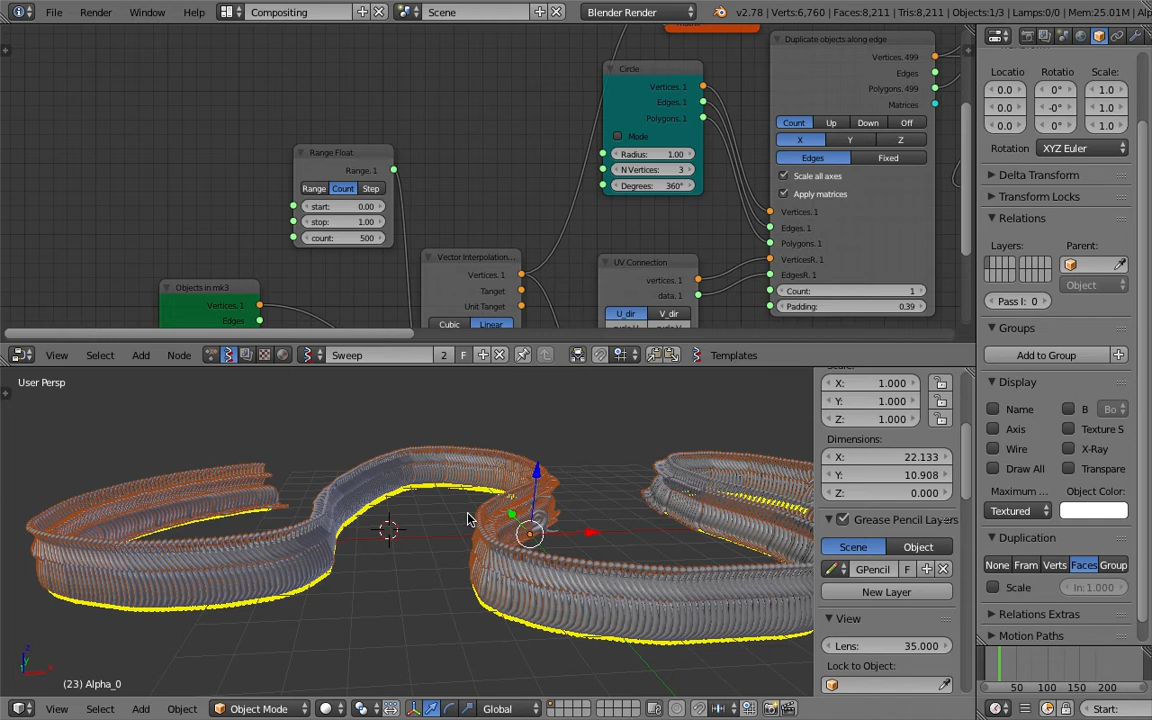 File Render Window Help Compositing Scene Blender Render v2.78 | Verts:6,760 | Faces:8,211 | Tris:8,211 | Objects:1/3 | Lamps:0/0 | Mem:25.01M | Alp
Duplicate objects along edge
Vertices. 499
Edges
Polygons. 499
Matrices
Count Up Down Off
X Y Z
Edges Fixed
Scale all axes
Apply matrices
Vertices. 1
Edges. 1
Polygons. 1
VerticesR. 1
EdgesR. 1
Count: 1
Padding: 0.39
Circle
Vertices. 1
Edges. 1
Polygons. 1
Mode
Radius: 1.00
N Vertices: 3
Degrees: 360°
Range Float
Range. 1
Range Count Step
start: 0.00
stop: 1.00
count: 500
Vector Interpolation...
Vertices. 1
Tanget
Unit Tanget
Cubic Linear
UV Connection
vertices. 1
data. 1
U_dir V_dir
Objects in mk3
Vertices. 1
Edges
View Select Add Node Sweep 2 F Templates
User Persp
(23) Alpha_0
X: 1.000
Y: 1.000
Z: 1.000
Dimensions:
X: 22.133
Y: 10.908
Z: 0.000
Grease Pencil Layers
Scene Object
GPencil F
New Layer
View
Lens: 35.000
Lock to Object:
View Select Add Object Object Mode Global
Locatio Rotatio Scale:
0.0 0° 1.0
0.0 -0° 1.0
0.0 0° 1.0
Rotation XYZ Euler
Delta Transform
Transform Locks
Relations
Layers: Parent:
Object
Pass I: 0
Groups
Add to Group
Display
Name B Bo
Axis Texture S
Wire X-Ray
Draw All Transpare
Maximum ... Object Color:
Textured
Duplication
None Fram Verts Faces Group
Scale In:1.000
Relations Extras
Motion Paths
50 100 150 200
Start: